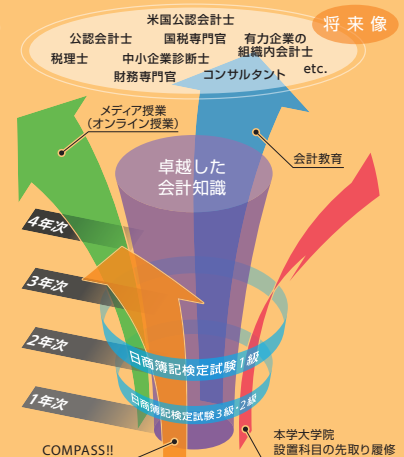 将来像
米国公認会計士
公認会計士　国税専門官　有力企業の
組織内会計士
税理士　中小企業診断士
財務専門官　コンサルタント　etc.
メディア授業
（オンライン授業）
会計教育
卓越した
会計知識
4年次
3年次
2年次
日商簿記検定試験1級
1年次
日商簿記検定試験3級・2級
COMPASS!!
本学大学院
設置科目の先取り履修